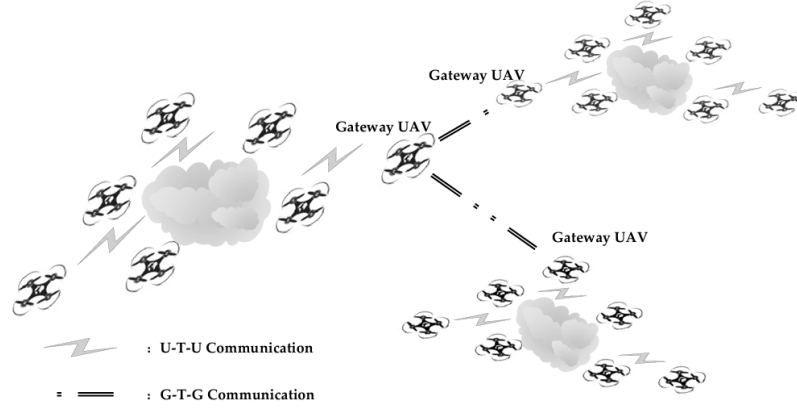 Gateway UAV
Gateway UAV
Gateway UAV
: U-T-U Communication
: G-T-G Communication